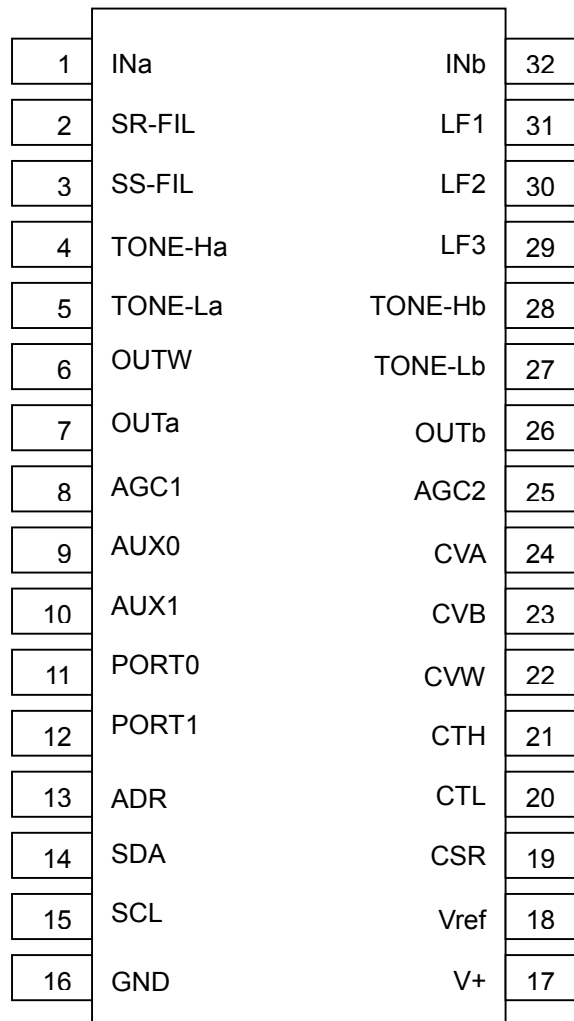 1 INa INb 32
2 SR-FIL LF1 31
3 SS-FIL LF2 30
4 TONE-Ha LF3 29
5 TONE-La TONE-Hb 28
6 OUTW TONE-Lb 27
7 OUTa OUTb 26
8 AGC1 AGC2 25
9 AUX0 CVA 24
10 AUX1 CVB 23
11 PORT0 CVW 22
12 PORT1 CTH 21
13 ADR CTL 20
14 SDA CSR 19
15 SCL Vref 18
16 GND V+ 17